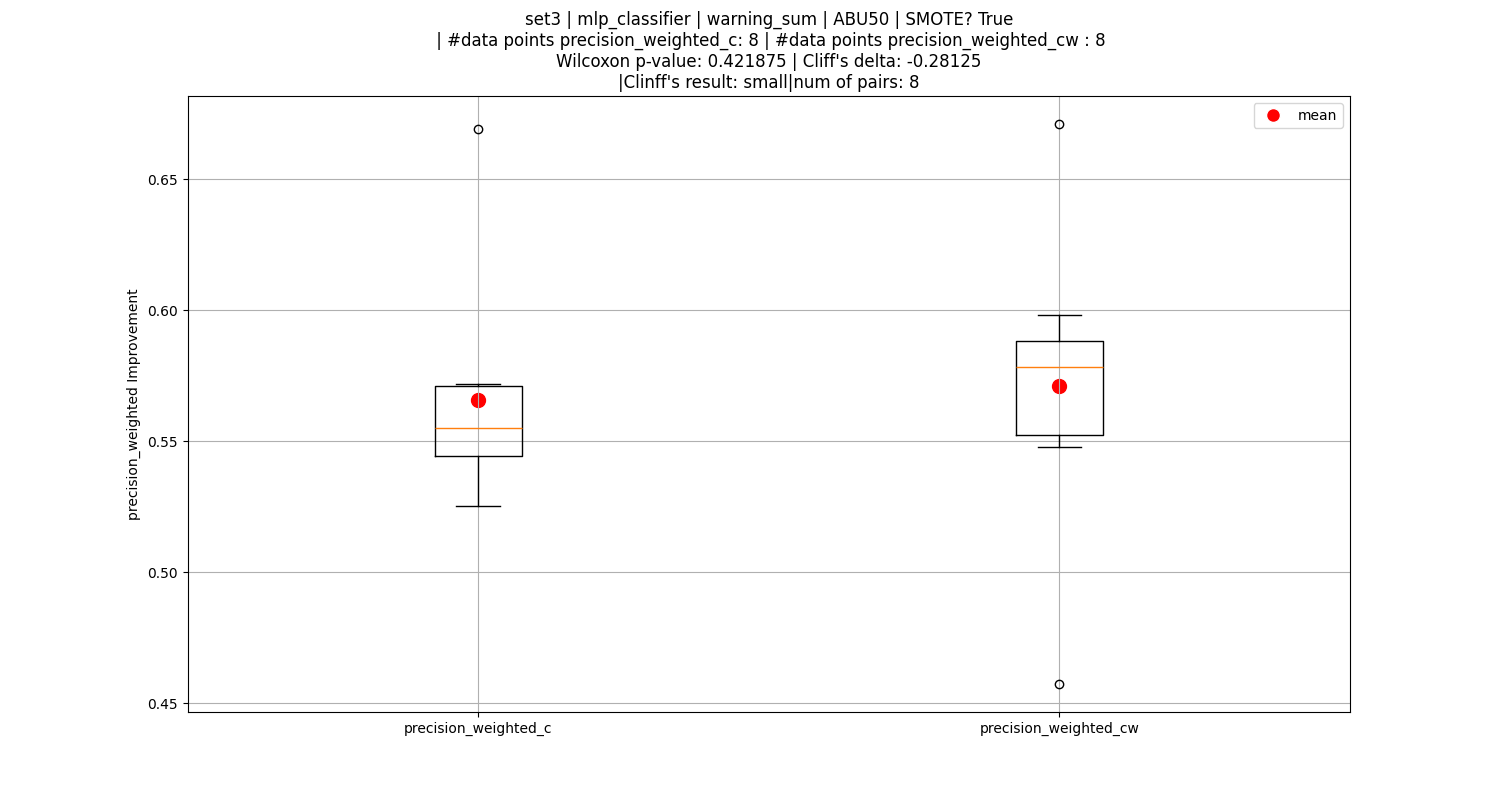 set3 | mlp_classifier | warning_sum | ABU50 | SMOTE? True
| #data points precision_weighted_c: 8 | #data points precision_weighted_cw : 8
Wilcoxon p-value: 0.421875 | Cliff's delta: -0.28125
|Clinff's result: small|num of pairs: 8
mean
precision_weighted Improvement
0.65
0.60
0.55
0.50
0.45
precision_weighted_c
precision_weighted_cw